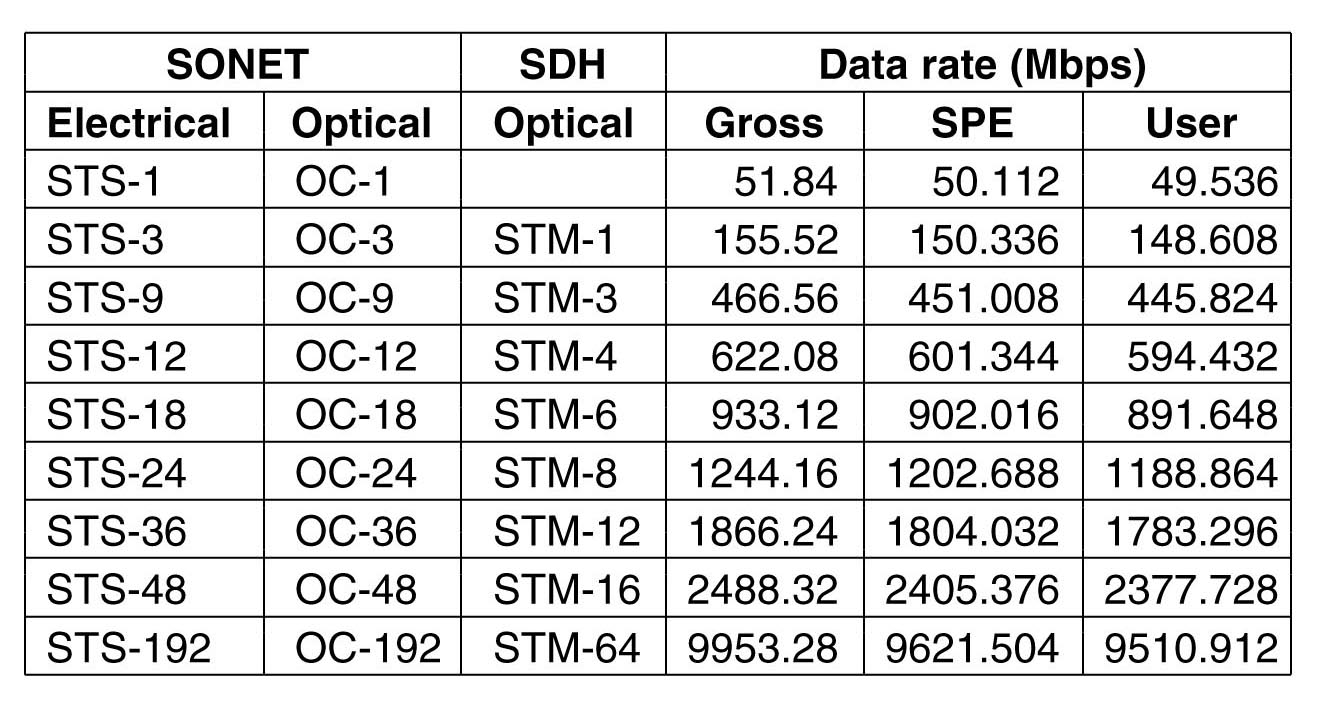 SONET SDH Data rate (Mbps)
Electrical Optical Optical Gross SPE User
STS-1 OC-1 51.84 50.112 49.536
STS-3 OC-3 STM-1 155.52 150.336 148.608
STS-9 OC-9 STM-3 466.56 451.008 445.824
STS-12 OC-12 STM-4 622.08 601.344 594.432
STS-18 OC-18 STM-6 933.12 902.016 891.648
STS-24 OC-24 STM-8 1244.16 1202.688 1188.864
STS-36 OC-36 STM-12 1866.24 1804.032 1783.296
STS-48 OC-48 STM-16 2488.32 2405.376 2377.728
STS-192 OC-192 STM-64 9953.28 9621.504 9510.912